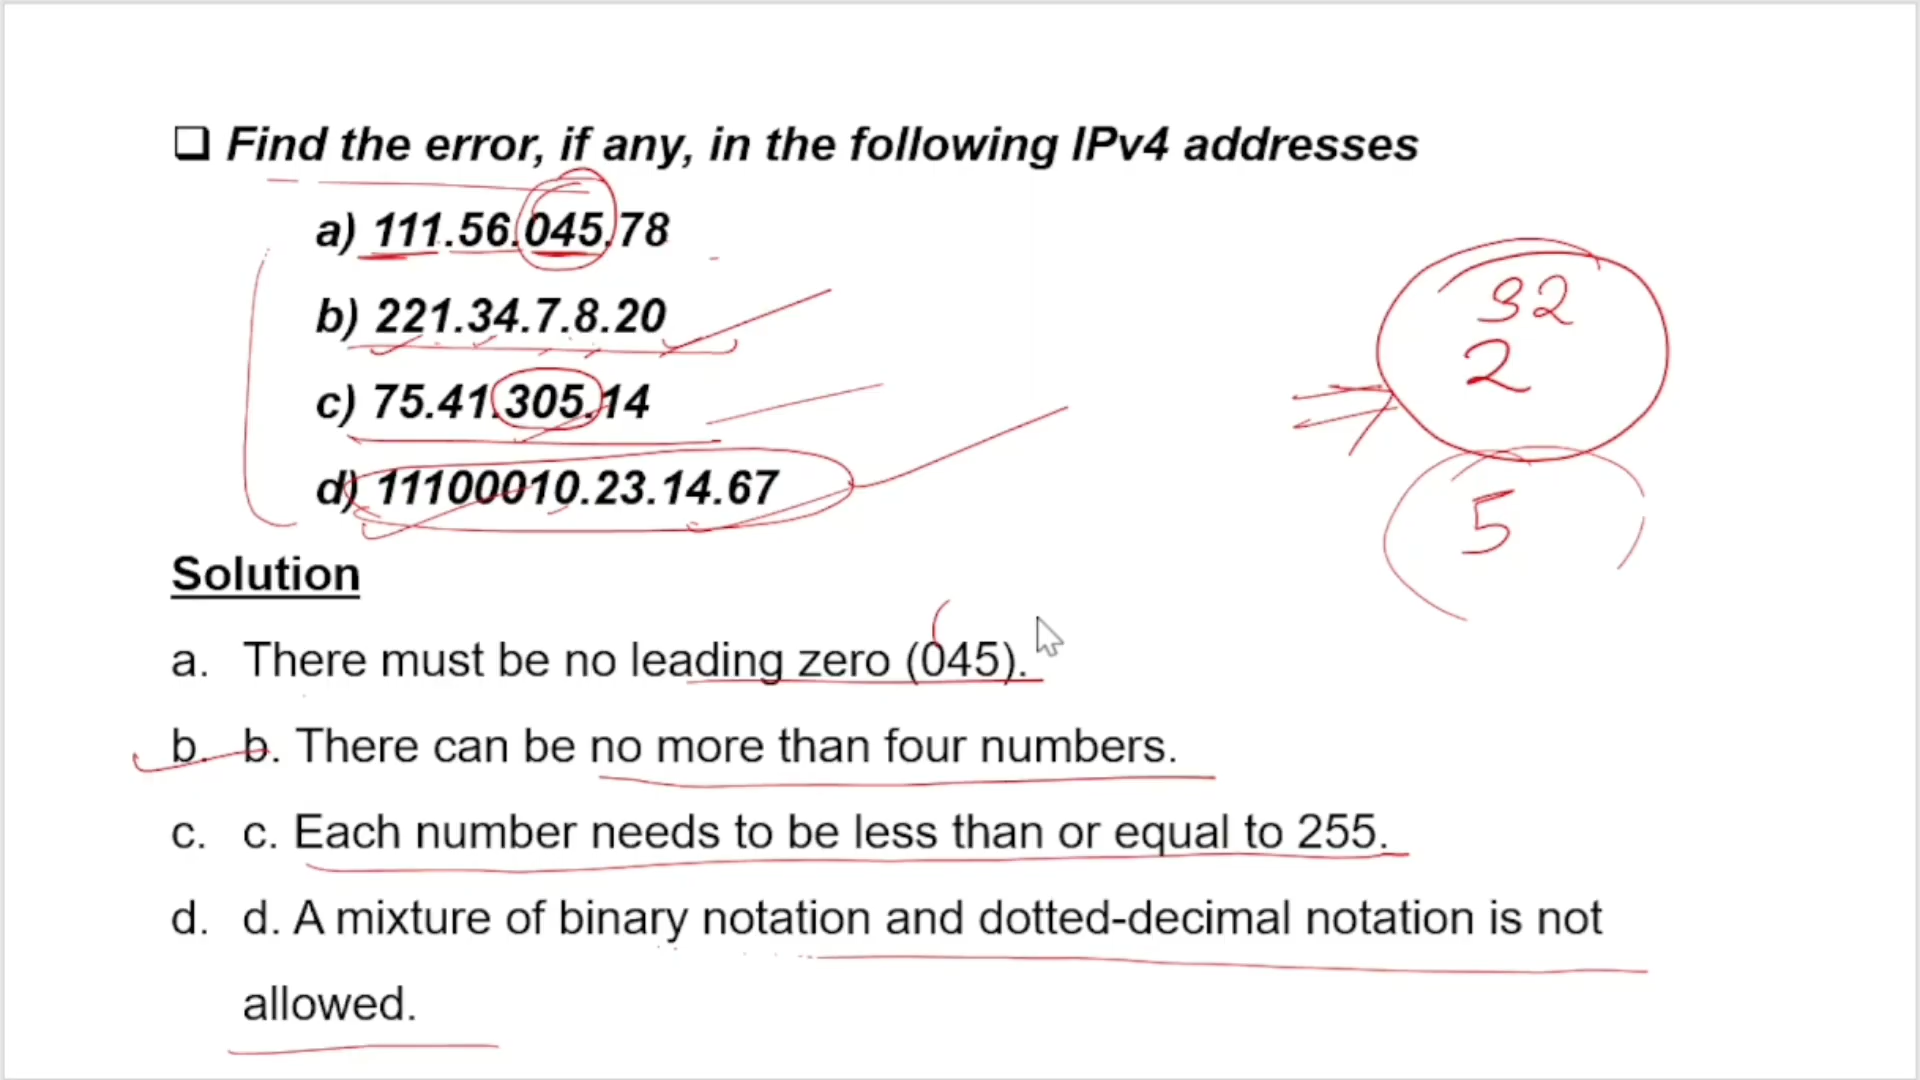 ❑ Find the error, if any, in the following IPv4 addresses
a) 111.56.045.78
b) 221.34.7.8.20
c) 75.41.305.14
d) 11100010.23.14.67
32
2
5
Solution
a. There must be no leading zero (045).
b. b. There can be no more than four numbers.
c. c. Each number needs to be less than or equal to 255.
d. d. A mixture of binary notation and dotted-decimal notation is not
allowed.